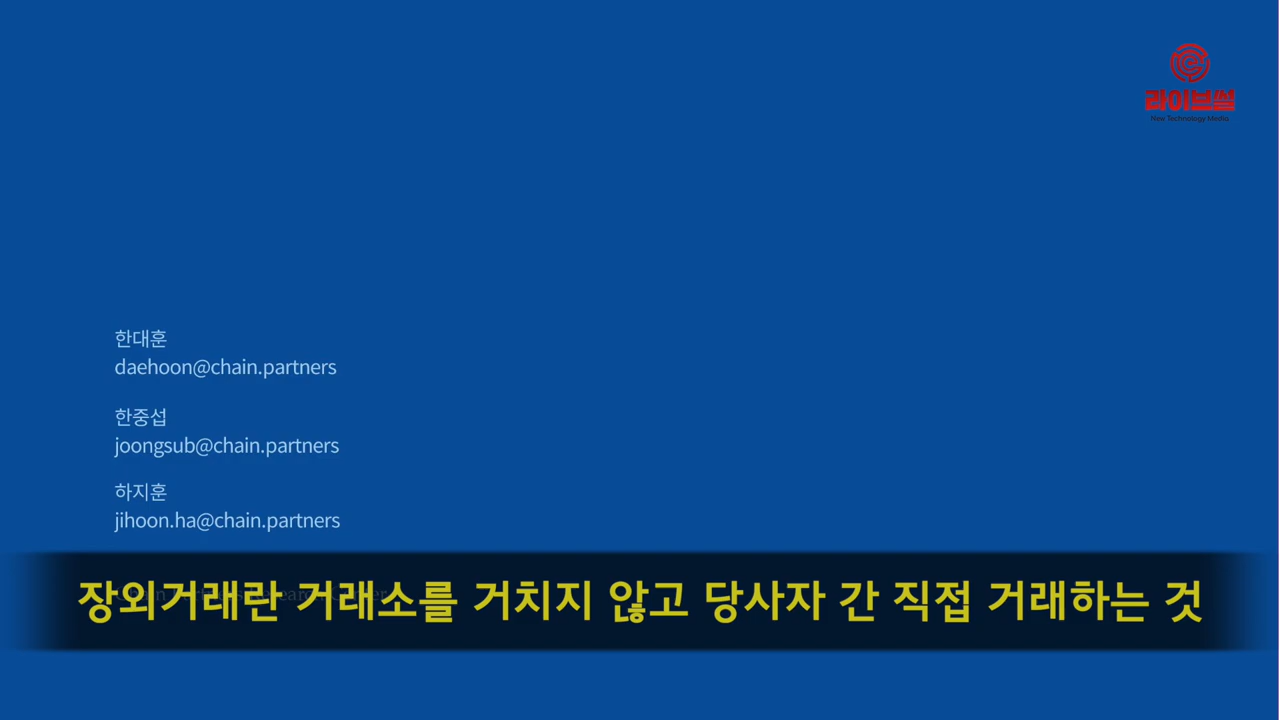 라이브썰
New Technology Media
한대훈
daehoon@chain.partners
한중섭
joongsub@chain.partners
하지훈
jihoon.ha@chain.partners
장외거래란 거래소를 거치지 않고 당사자 간 직접 거래하는 것